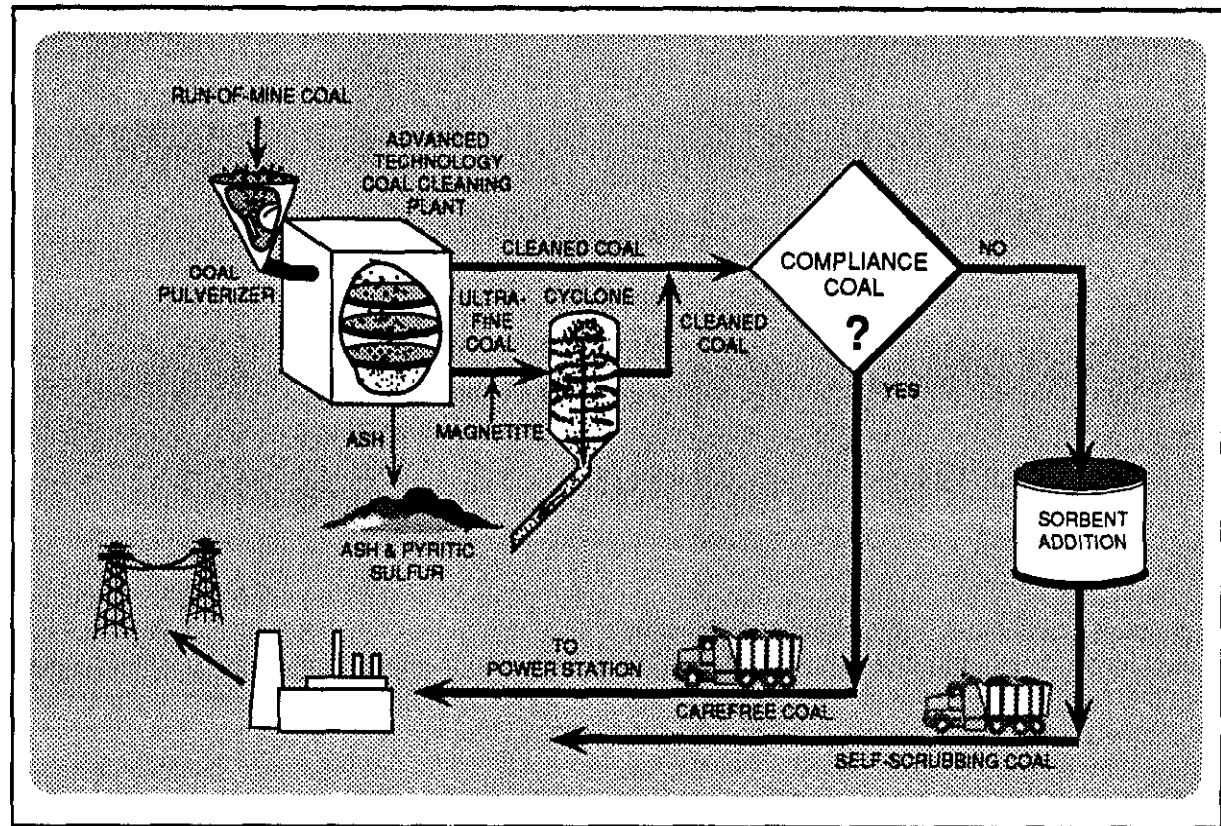 RUN-OF-MINE COAL
ADVANCED
TECHNOLOGY
COAL CLEANING
PLANT
COAL
PULVERIZER
CLEANED COAL
ULTRA-
FINE
COAL
CYCLONE
CLEANED
COAL
COMPLIANCE
COAL
?
NO
YES
ASH
MAGNETITE
ASH & PYRITIC
SULFUR
SORBENT
ADDITION
TO
POWER STATION
CAREFREE COAL
SELF-SCRUBBING COAL